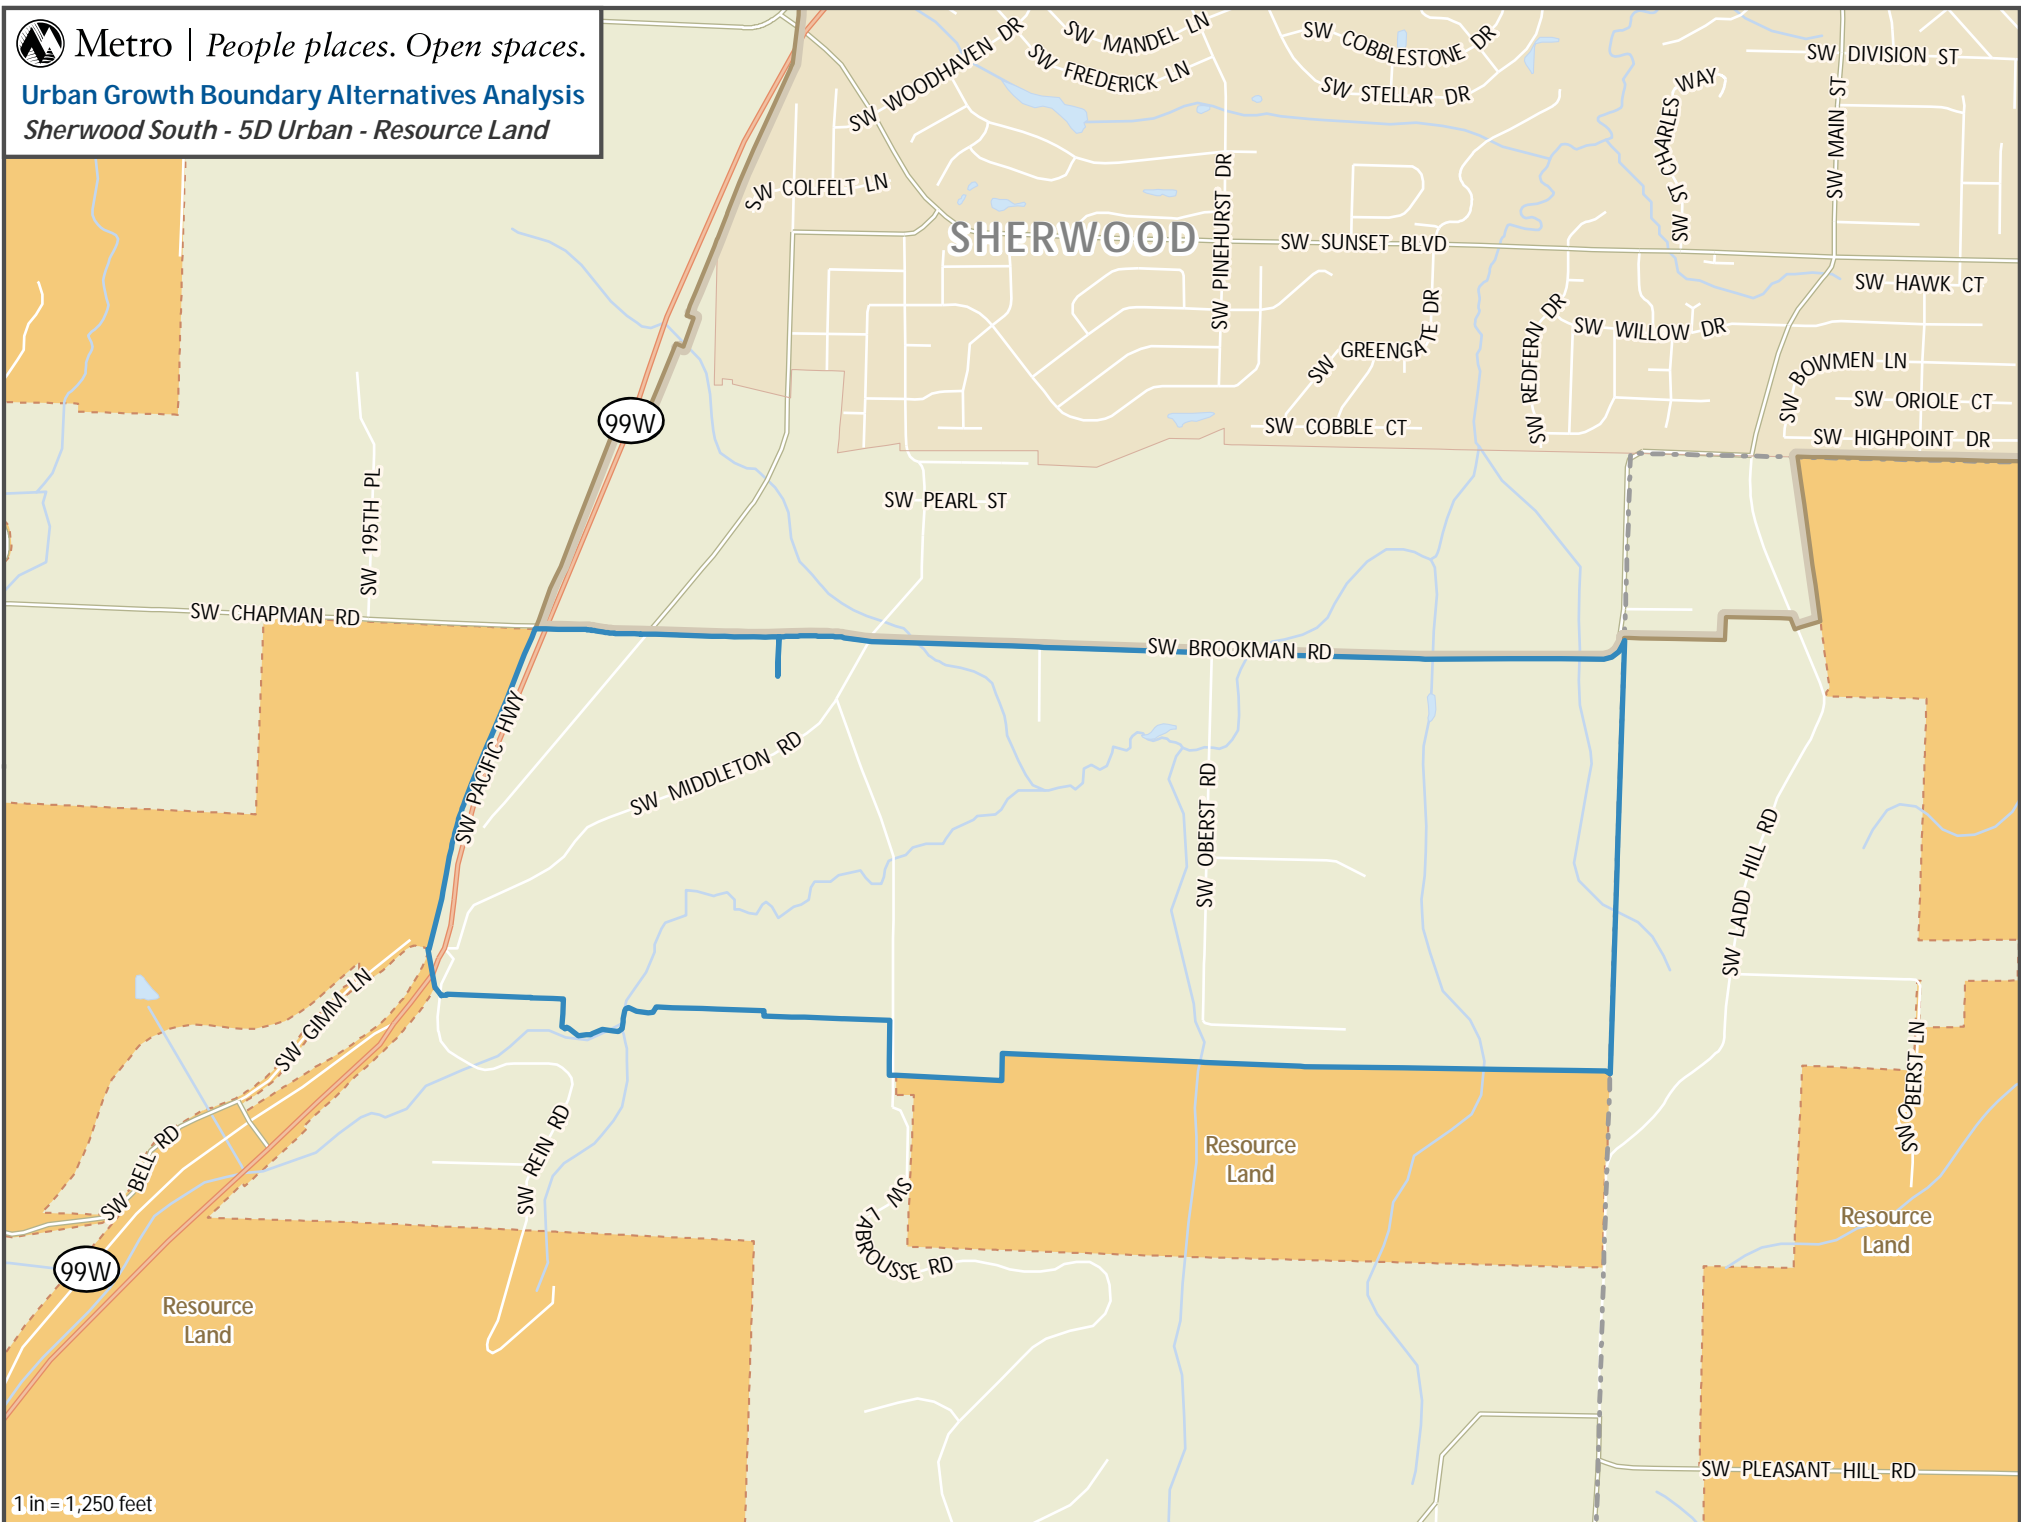 Metro | People places. Open spaces.
Urban Growth Boundary Alternatives Analysis
Sherwood South - 5D Urban - Resource Land
SW WOODHAVEN DR
SW MANDEL LN
SW FREDERICK LN
SW COBBLESTONE DR
SW STELLAR DR
SW ST CHARLES WAY
SW MAIN ST
SW DIVISION ST
SW COLFELT LN
SW PINEHURST DR
SHERWOOD
SW SUNSET BLVD
SW HAWK CT
SW GREENGATE DR
SW REDFERN DR
SW WILLOW DR
SW BOWMEN LN
SW ORIOLE CT
SW HIGHPOINT DR
SW COBBLE CT
99W
SW 195TH PL
SW PEARL ST
SW CHAPMAN RD
SW BROOKMAN RD
SW PACIFIC HWY
SW MIDDLETON RD
SW OBERST RD
SW LADD HILL RD
SW GIMM LN
SW OBERST LN
SW BELL RD
SW REIN RD
SW LABROUSSE RD
Resource
Land
Resource
Land
99W
Resource
Land
SW PLEASANT HILL RD
1 in = 1,250 feet